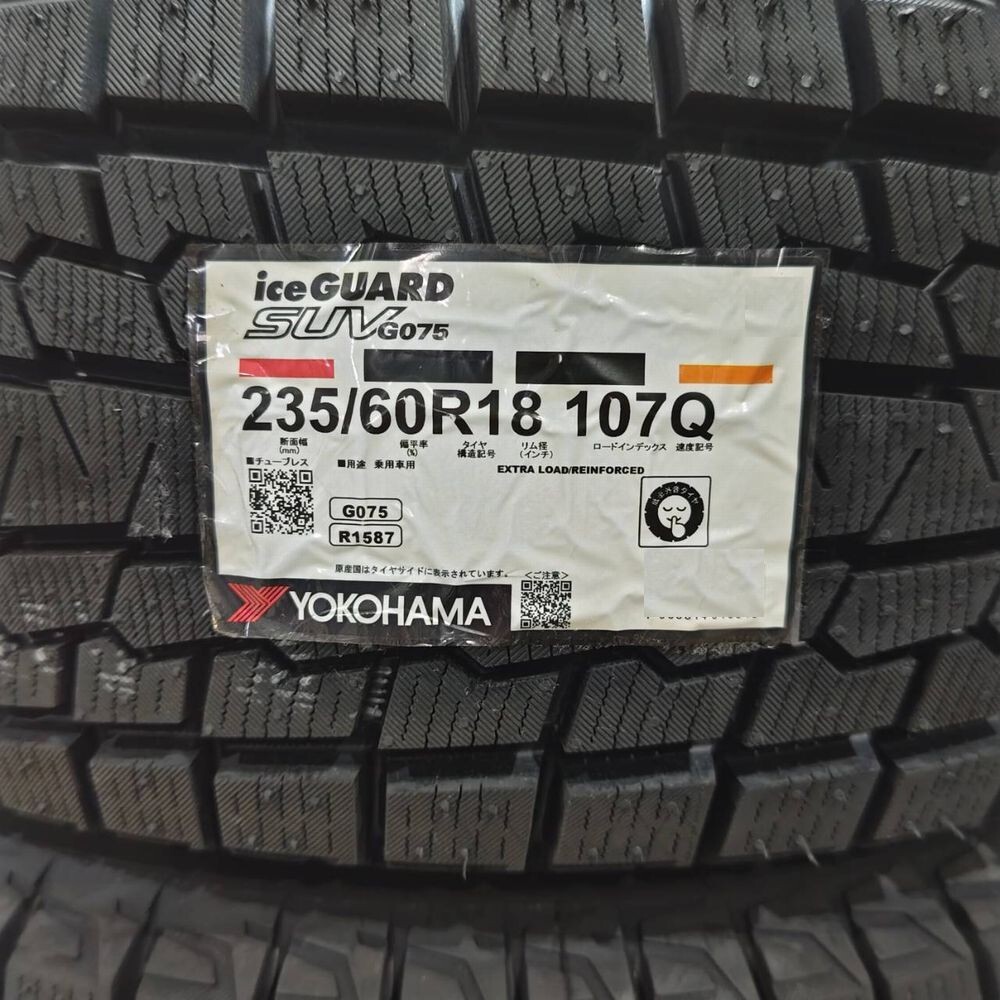 iceGUARD
SUV G075
235/60R18 107Q
断面幅 (mm) 偏平率 (%) タイヤ構造記号 リム径 (インチ) ロードインデックス 速度記号
■チューブレス ■用途 乗用車用 EXTRA LOAD/REINFORCED
G075
R1587
原産国はタイヤサイドに表示されています。 <ご注意>
YOKOHAMA